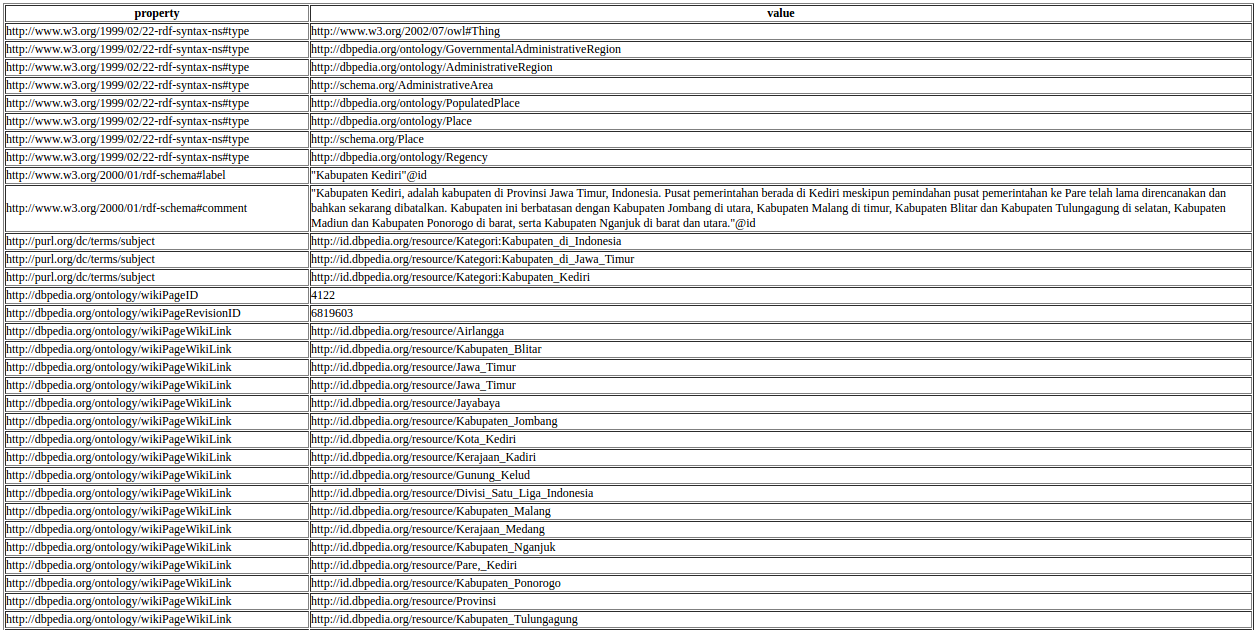 property value
http://www.w3.org/1999/02/22-rdf-syntax-ns#type http://www.w3.org/2002/07/owl#Thing
http://www.w3.org/1999/02/22-rdf-syntax-ns#type http://dbpedia.org/ontology/GovernmentalAdministrativeRegion
http://www.w3.org/1999/02/22-rdf-syntax-ns#type http://dbpedia.org/ontology/AdministrativeRegion
http://www.w3.org/1999/02/22-rdf-syntax-ns#type http://schema.org/AdministrativeArea
http://www.w3.org/1999/02/22-rdf-syntax-ns#type http://dbpedia.org/ontology/PopulatedPlace
http://www.w3.org/1999/02/22-rdf-syntax-ns#type http://dbpedia.org/ontology/Place
http://www.w3.org/1999/02/22-rdf-syntax-ns#type http://schema.org/Place
http://www.w3.org/1999/02/22-rdf-syntax-ns#type http://dbpedia.org/ontology/Regency
http://www.w3.org/2000/01/rdf-schema#label "Kabupaten Kediri"@id
http://www.w3.org/2000/01/rdf-schema#comment "Kabupaten Kediri, adalah kabupaten di Provinsi Jawa Timur, Indonesia. Pusat pemerintahan berada di Kediri meskipun pemindahan pusat pemerintahan ke Pare telah lama direncanakan dan
bahkan sekarang dibatalkan. Kabupaten ini berbatasan dengan Kabupaten Jombang di utara, Kabupaten Malang di timur, Kabupaten Blitar dan Kabupaten Tulungagung di selatan, Kabupaten
Madiun dan Kabupaten Ponorogo di barat, serta Kabupaten Nganjuk di barat dan utara."@id
http://purl.org/dc/terms/subject http://id.dbpedia.org/resource/Kategori:Kabupaten_di_Indonesia
http://purl.org/dc/terms/subject http://id.dbpedia.org/resource/Kategori:Kabupaten_di_Jawa_Timur
http://purl.org/dc/terms/subject http://id.dbpedia.org/resource/Kategori:Kabupaten_Kediri
http://dbpedia.org/ontology/wikiPageID 4122
http://dbpedia.org/ontology/wikiPageRevisionID 6819603
http://dbpedia.org/ontology/wikiPageWikiLink http://id.dbpedia.org/resource/Airlangga
http://dbpedia.org/ontology/wikiPageWikiLink http://id.dbpedia.org/resource/Kabupaten_Blitar
http://dbpedia.org/ontology/wikiPageWikiLink http://id.dbpedia.org/resource/Jawa_Timur
http://dbpedia.org/ontology/wikiPageWikiLink http://id.dbpedia.org/resource/Jawa_Timur
http://dbpedia.org/ontology/wikiPageWikiLink http://id.dbpedia.org/resource/Jayabaya
http://dbpedia.org/ontology/wikiPageWikiLink http://id.dbpedia.org/resource/Kabupaten_Jombang
http://dbpedia.org/ontology/wikiPageWikiLink http://id.dbpedia.org/resource/Kota_Kediri
http://dbpedia.org/ontology/wikiPageWikiLink http://id.dbpedia.org/resource/Kerajaan_Kadiri
http://dbpedia.org/ontology/wikiPageWikiLink http://id.dbpedia.org/resource/Gunung_Kelud
http://dbpedia.org/ontology/wikiPageWikiLink http://id.dbpedia.org/resource/Divisi_Satu_Liga_Indonesia
http://dbpedia.org/ontology/wikiPageWikiLink http://id.dbpedia.org/resource/Kabupaten_Malang
http://dbpedia.org/ontology/wikiPageWikiLink http://id.dbpedia.org/resource/Kerajaan_Medang
http://dbpedia.org/ontology/wikiPageWikiLink http://id.dbpedia.org/resource/Kabupaten_Nganjuk
http://dbpedia.org/ontology/wikiPageWikiLink http://id.dbpedia.org/resource/Pare,_Kediri
http://dbpedia.org/ontology/wikiPageWikiLink http://id.dbpedia.org/resource/Kabupaten_Ponorogo
http://dbpedia.org/ontology/wikiPageWikiLink http://id.dbpedia.org/resource/Provinsi
http://dbpedia.org/ontology/wikiPageWikiLink http://id.dbpedia.org/resource/Kabupaten_Tulungagung